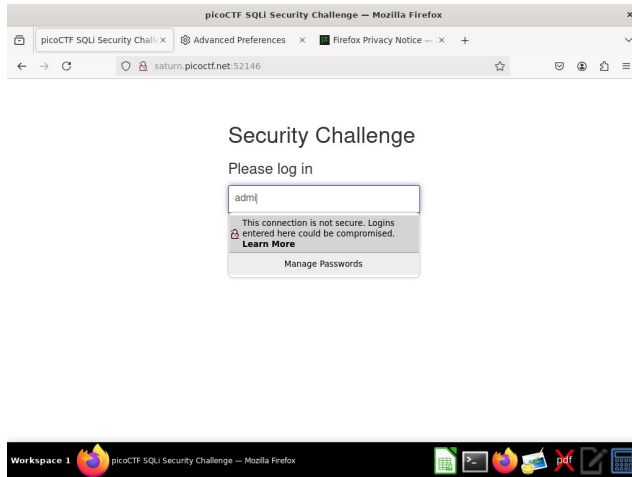 picoCTF SQLi Security Challenge — Mozilla Firefox
picoCTF SQLi Security Chall
Advanced Preferences
Firefox Privacy Notice —
saturn.picoctf.net:52146
Security Challenge
Please log in
admi
This connection is not secure. Logins
entered here could be compromised.
Learn More
Manage Passwords
Workspace 1
picoCTF SQLi Security Challenge — Mozilla Firefox
pdf